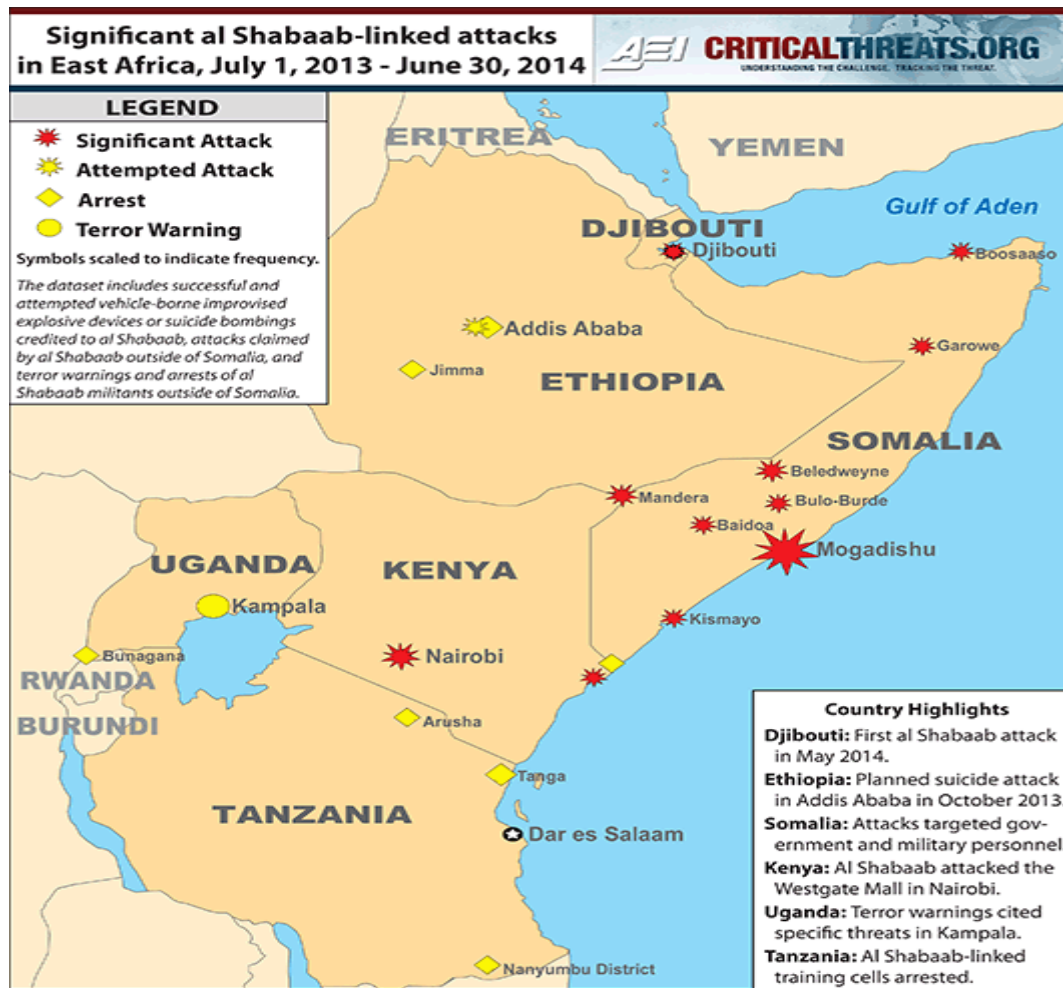 Significant al Shabaab-linked attacks
in East Africa, July 1, 2013 - June 30, 2014
AEI CRITICALTHREATS.ORG
UNDERSTANDING THE CHALLENGE. TRACKING THE THREAT.
LEGEND
Significant Attack
Attempted Attack
Arrest
Terror Warning
Symbols scaled to indicate frequency.
The dataset includes successful and
attempted vehicle-borne improvised
explosive devices or suicide bombings
credited to al Shabaab, attacks claimed
by al Shabaab outside of Somalia, and
terror warnings and arrests of al
Shabaab militants outside of Somalia.
ERITREA
YEMEN
Gulf of Aden
DJIBOUTI
Djibouti
Boosaaso
Addis Ababa
Garowe
Jimma
ETHIOPIA
SOMALIA
Beledweyne
Mandera
Bulo-Burde
Baidoa
Mogadishu
UGANDA
KENYA
Kampala
Kismayo
Bunagana
Nairobi
RWANDA
BURUNDI
Arusha
Tanga
TANZANIA
Dar es Salaam
Nanyumbu District
Country Highlights
Djibouti: First al Shabaab attack
in May 2014.
Ethiopia: Planned suicide attack
in Addis Ababa in October 2013
Somalia: Attacks targeted gov-
ernment and military personnel
Kenya: Al Shabaab attacked the
Westgate Mall in Nairobi.
Uganda: Terror warnings cited
specific threats in Kampala.
Tanzania: Al Shabaab-linked
training cells arrested.